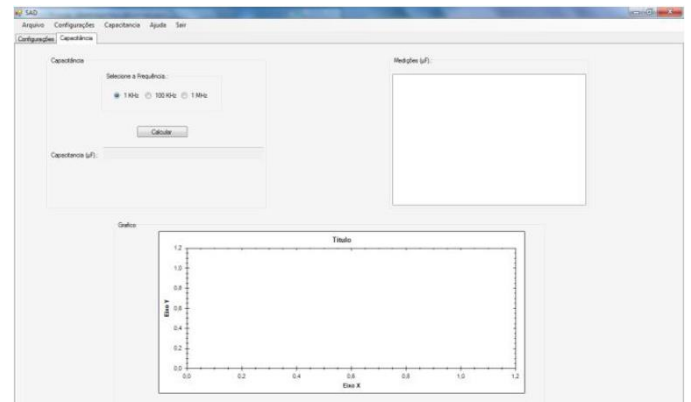 SAD
Arquivo Configurações Capacitancia Ajuda Sair
Configurações Capacitância
Capacitância
Selecione a Frequência.:
1 KHz 100 KHz 1 MHz
Calcular
Capacitancia (µF).:
Medições (µF).:
Grafico
Titulo
1,2
1,0
0,8
0,6
0,4
0,2
0,0
Eixo Y
0,0 0,2 0,4 0,6 0,8 1,0 1,2
Eixo X